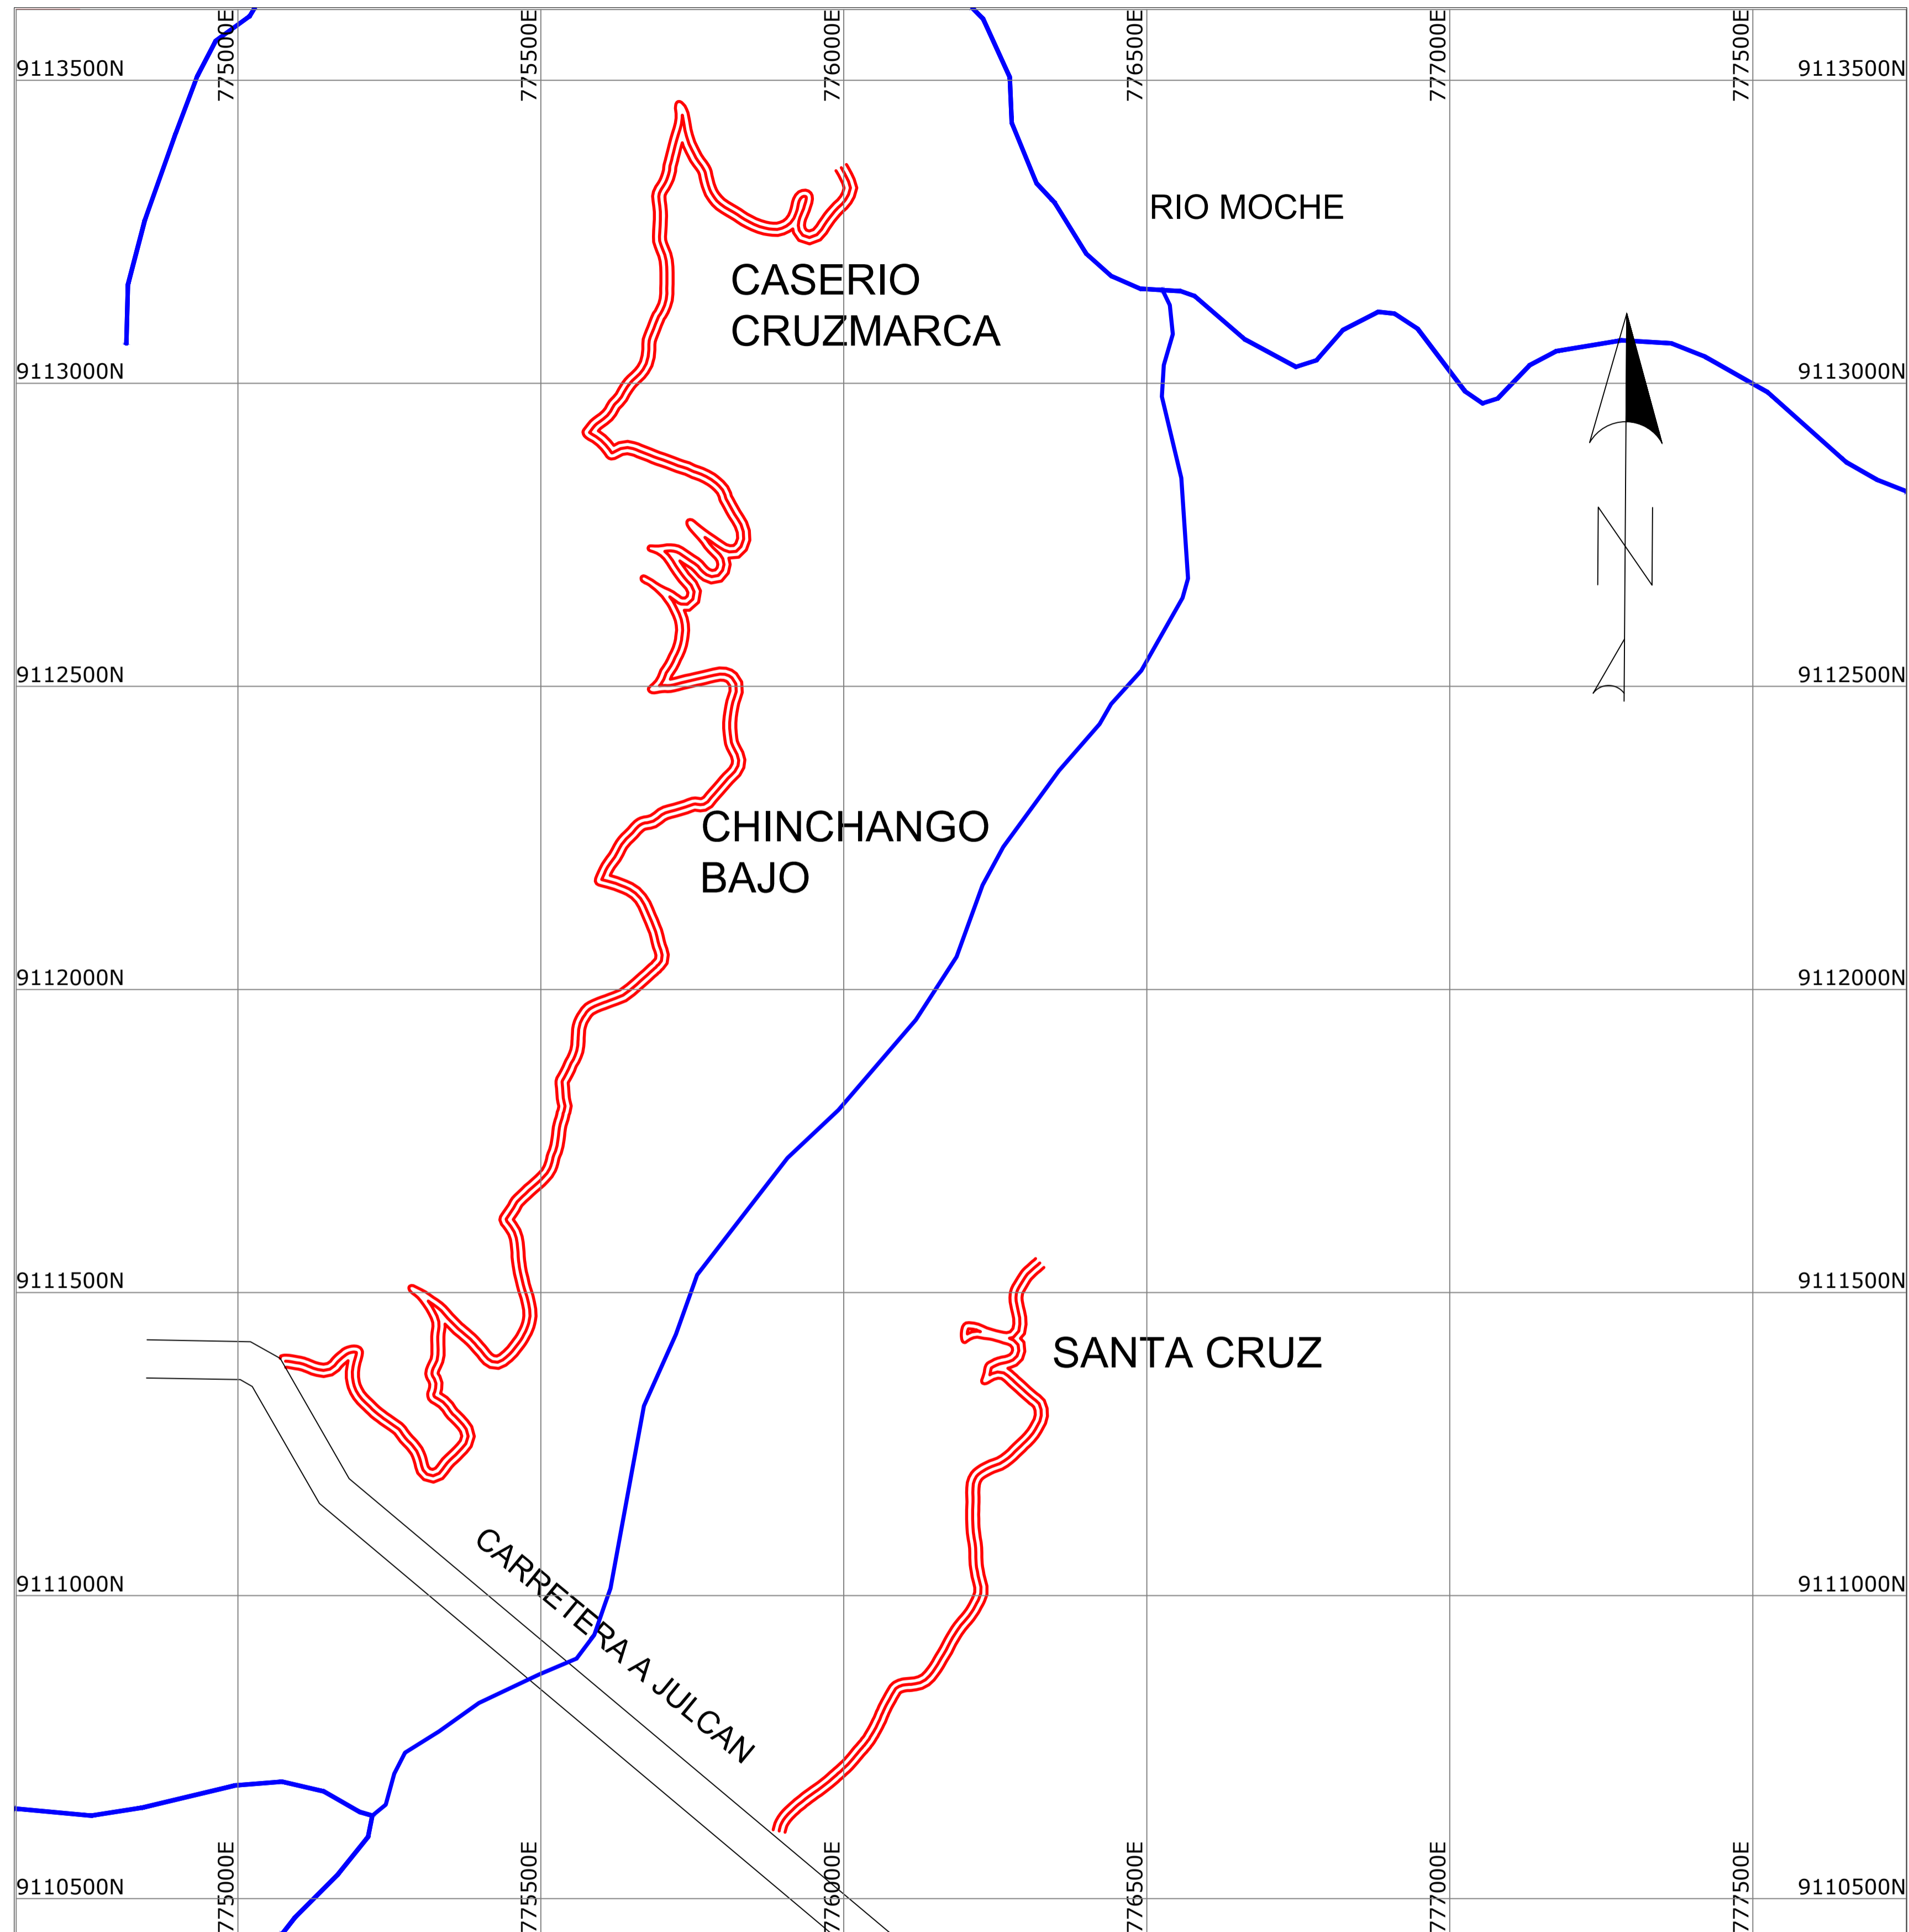 775000E
775500E
776000E
776500E
777000E
777500E
9113500N
9113500N
RIO MOCHE
CASERIO
CRUZMARCA
9113000N
9113000N
N
9112500N
9112500N
CHINCHANGO
BAJO
9112000N
9112000N
9111500N
9111500N
SANTA CRUZ
CARRETERA A JULCAN
9111000N
9111000N
9110500N
9110500N
775000E
775500E
776000E
776500E
777000E
777500E